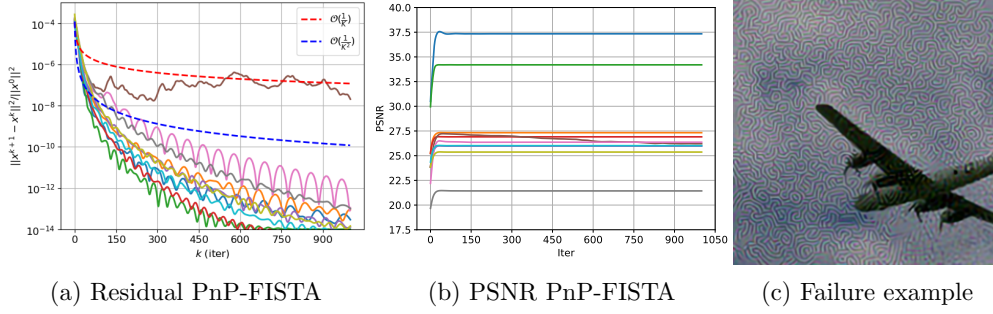 10⁻⁴
10⁻⁶
10⁻⁸
10⁻¹⁰
10⁻¹²
10⁻¹⁴
||x^{k+1} − x^k||²/||x⁰||²
O(1/K)
O(1/K²)
0 150 300 450 600 750 900
k (iter)
37.5
35.0
32.5
30.0
27.5
25.0
22.5
20.0
17.5
PSNR
0 150 300 450 600 750 900 1050
Iter
(a) Residual PnP-FISTA
(b) PSNR PnP-FISTA
(c) Failure example